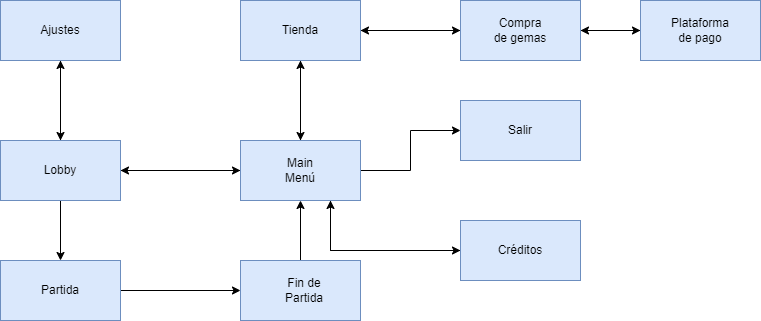 Ajustes
Tienda
Compra
de gemas
Plataforma
de pago
Salir
Lobby
Main
Menú
Créditos
Partida
Fin de
Partida